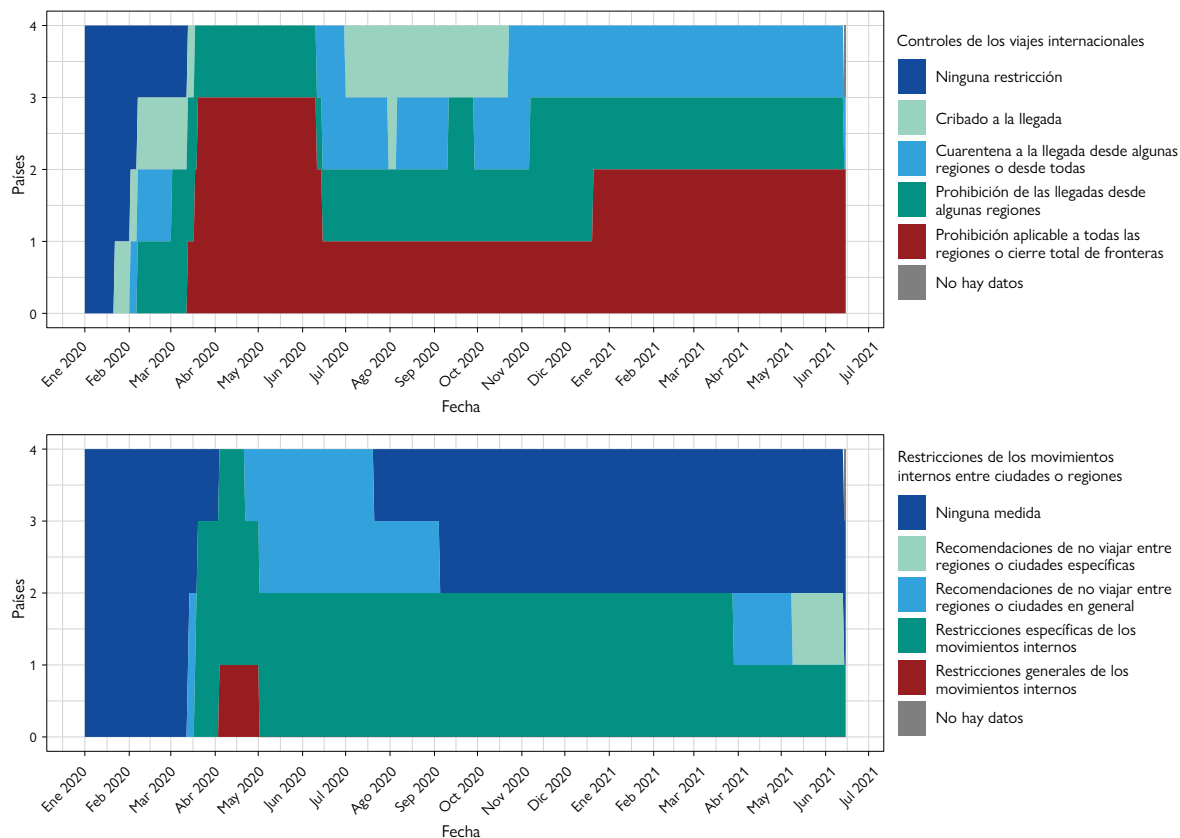 Países
4
3
2
1
0
Ene 2020
Feb 2020
Mar 2020
Abr 2020
May 2020
Jun 2020
Jul 2020
Ago 2020
Sep 2020
Oct 2020
Nov 2020
Dic 2020
Ene 2021
Feb 2021
Mar 2021
Abr 2021
May 2021
Jun 2021
Jul 2021
Fecha
Controles de los viajes internacionales
Ninguna restricción
Cribado a la llegada
Cuarentena a la llegada desde algunas
regiones o desde todas
Prohibición de las llegadas desde
algunas regiones
Prohibición aplicable a todas las
regiones o cierre total de fronteras
No hay datos
Países
4
3
2
1
0
Ene 2020
Feb 2020
Mar 2020
Abr 2020
May 2020
Jun 2020
Jul 2020
Ago 2020
Sep 2020
Oct 2020
Nov 2020
Dic 2020
Ene 2021
Feb 2021
Mar 2021
Abr 2021
May 2021
Jun 2021
Jul 2021
Fecha
Restricciones de los movimientos
internos entre ciudades o regiones
Ninguna medida
Recomendaciones de no viajar entre
regiones o ciudades específicas
Recomendaciones de no viajar entre
regiones o ciudades en general
Restricciones específicas de los
movimientos internos
Restricciones generales de los
movimientos internos
No hay datos